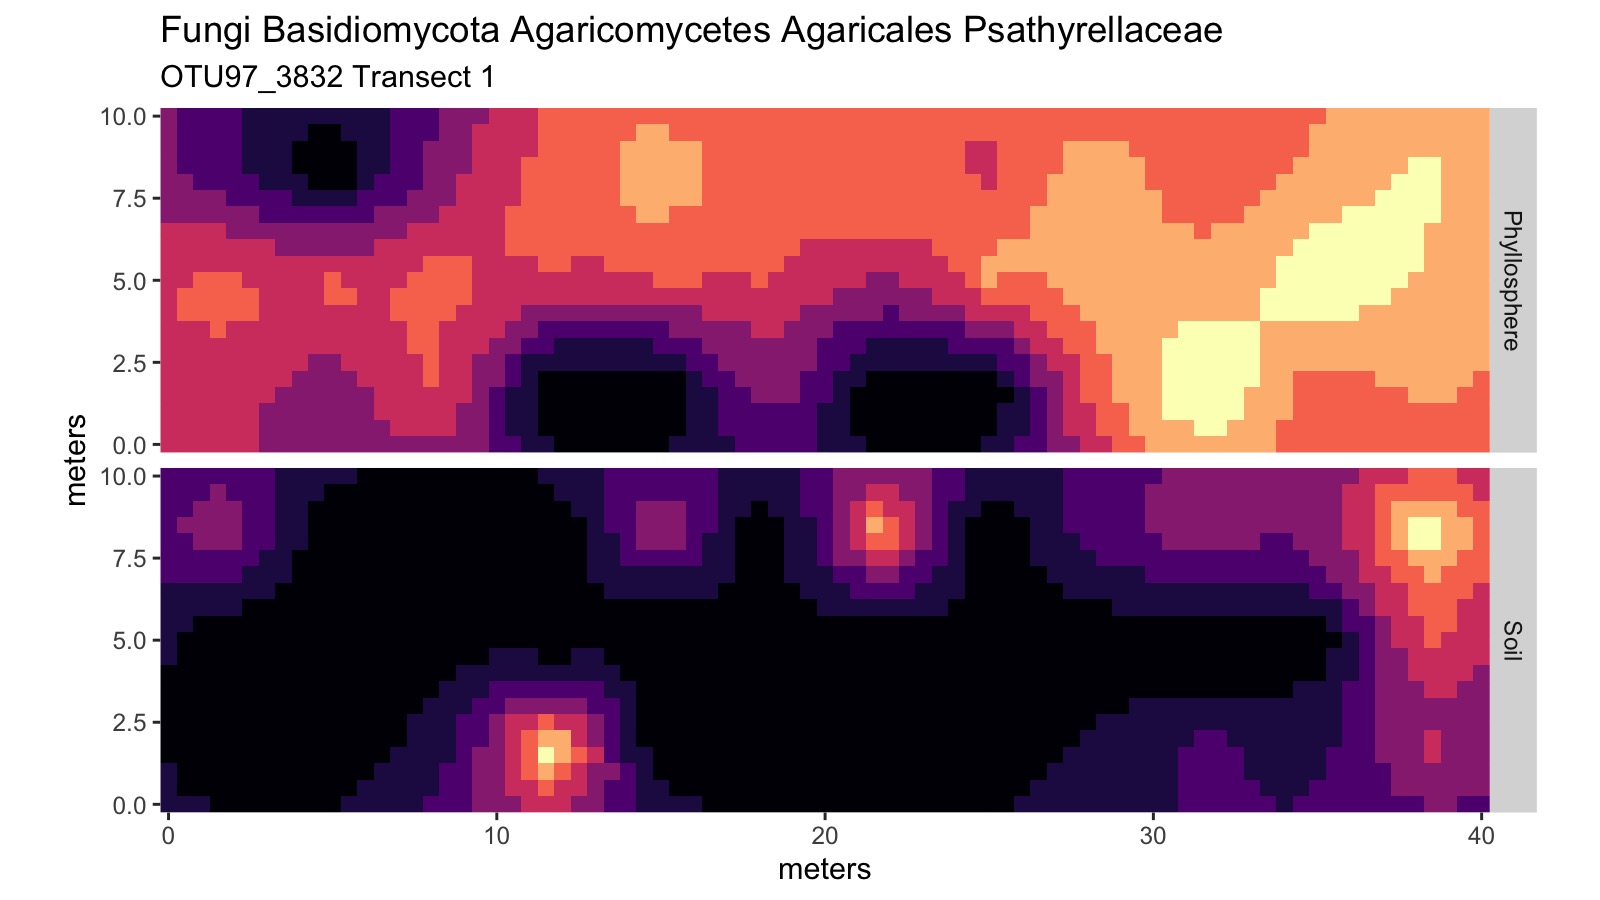 Fungi Basidiomycota Agaricomycetes Agaricales Psathyrellaceae
OTU97_3832 Transect 1
10.0
7.5
5.0
2.5
0.0
Phyllosphere
meters
10.0
7.5
5.0
2.5
0.0
Soil
0 10 20 30 40
meters